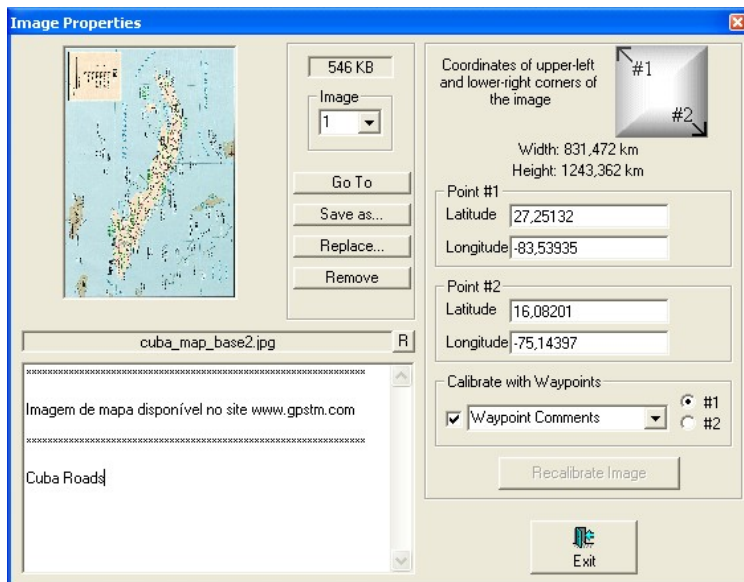 Image Properties
546 KB
Image
1
Go To
Save as...
Replace...
Remove
cuba_map_base2.jpg
R
xxxxxxxxxxxxxxxxxxxxxxxxxxxxxxxxxxxxxxxxxxxxxxxxxxxxxxxxxxxxxxxxx
Imagem de mapa disponível no site www.gpstm.com
xxxxxxxxxxxxxxxxxxxxxxxxxxxxxxxxxxxxxxxxxxxxxxxxxxxxxxxxxxxxxxxxx
Cuba Roads
Coordinates of upper-left
and lower-right corners of
the image
#1
#2
Width: 831,472 km
Height: 1243,362 km
Point #1
Latitude 27,25132
Longitude -83,53935
Point #2
Latitude 16,08201
Longitude -75,14397
Calibrate with Waypoints
Waypoint Comments
#1
#2
Recalibrate Image
Exit